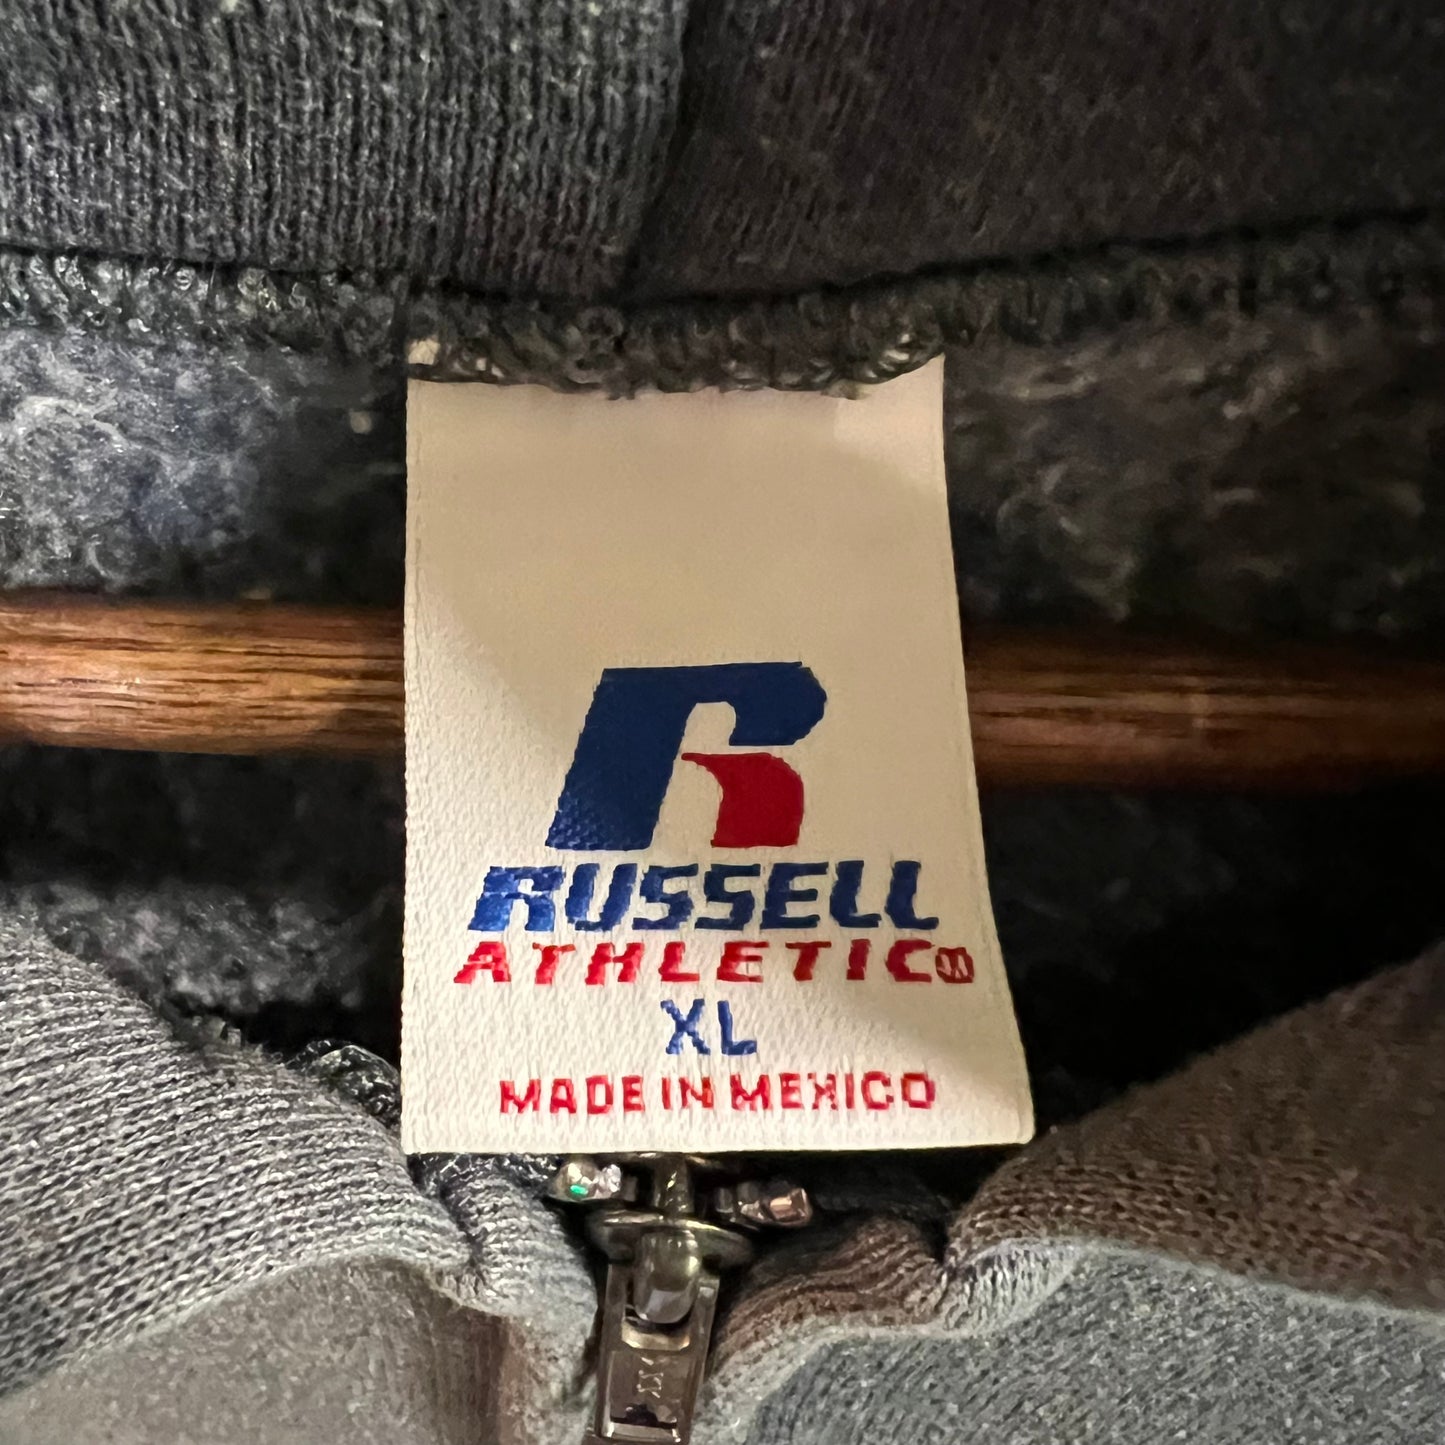 R
RUSSELL
ATHLETIC®
XL
MADE IN MEXICO